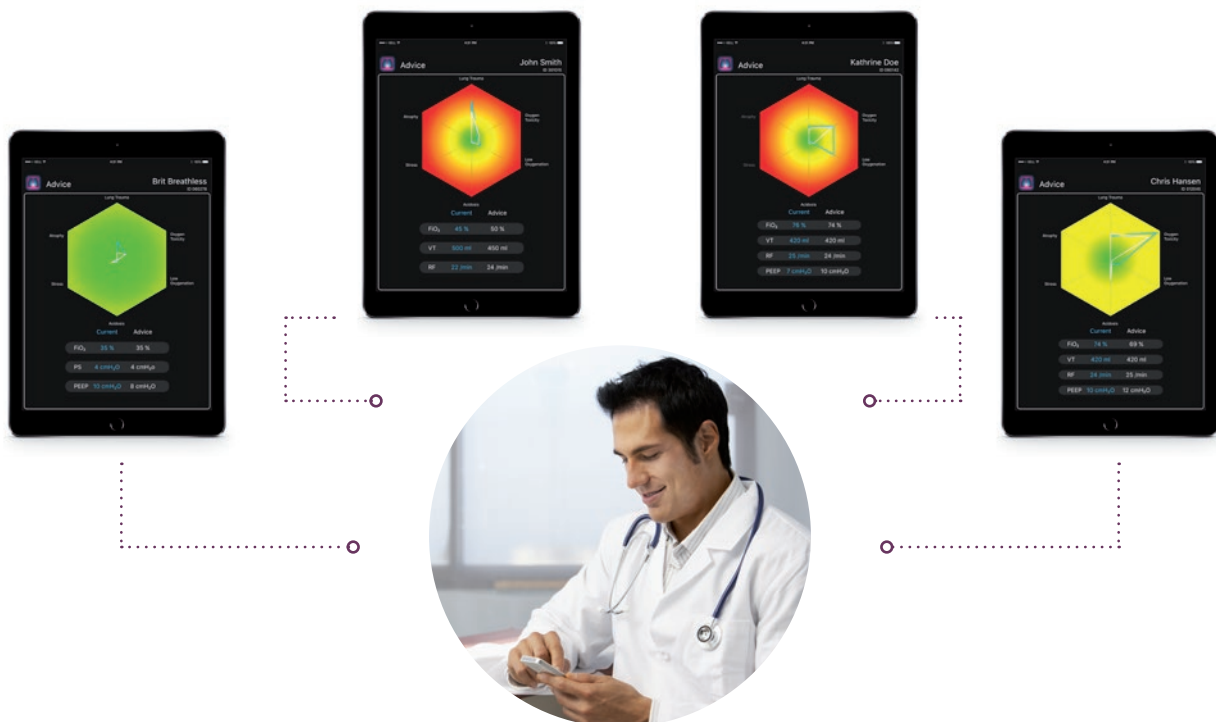 Advice Brit Breathless
Lung Trauma
Atrophy
Oxygen
Toxicity
Stress
Low
Oxygenation
Acidosis
Current Advice
FiO₂ 35 % 35 %
PS 4 cmH₂O 4 cmH₂o
PEEP 10 cmH₂O 8 cmH₂O
Advice John Smith
Lung Trauma
Atrophy
Oxygen
Toxicity
Stress
Low
Oxygenation
Acidosis
Current Advice
FiO₂ 45 % 50 %
VT 500 ml 450 ml
RF 22 /min 24 /min
Advice Kathrine Doe
Lung Trauma
Atrophy
Oxygen
Toxicity
Stress
Low
Oxygenation
Acidosis
Current Advice
FiO₂ 76 % 74 %
VT 420 ml 420 ml
RF 25 /min 24 /min
PEEP 7 cmH₂O 10 cmH₂O
Advice Chris Hansen
Lung Trauma
Atrophy
Oxygen
Toxicity
Stress
Low
Oxygenation
Acidosis
Current Advice
FiO₂ 74 % 69 %
VT 420 ml 420 ml
RF 24 /min 25 /min
PEEP 10 cmH₂O 12 cmH₂O